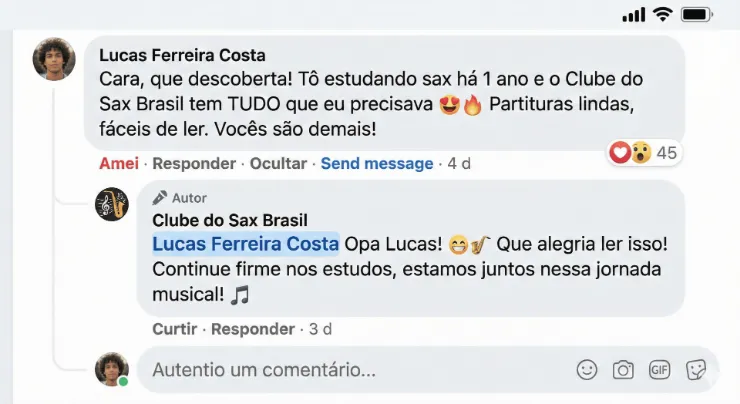 Lucas Ferreira Costa
Cara, que descoberta! Tô estudando sax há 1 ano e o Clube do
Sax Brasil tem TUDO que eu precisava 😍🔥 Partituras lindas,
fáceis de ler. Vocês são demais!
45
Amei · Responder · Ocultar · Send message · 4 d
Autor
Clube do Sax Brasil
Lucas Ferreira Costa Opa Lucas! 😁🎷 Que alegria ler isso!
Continue firme nos estudos, estamos juntos nessa jornada
musical! 🎵
Curtir · Responder · 3 d
Autentio um comentário...
GIF